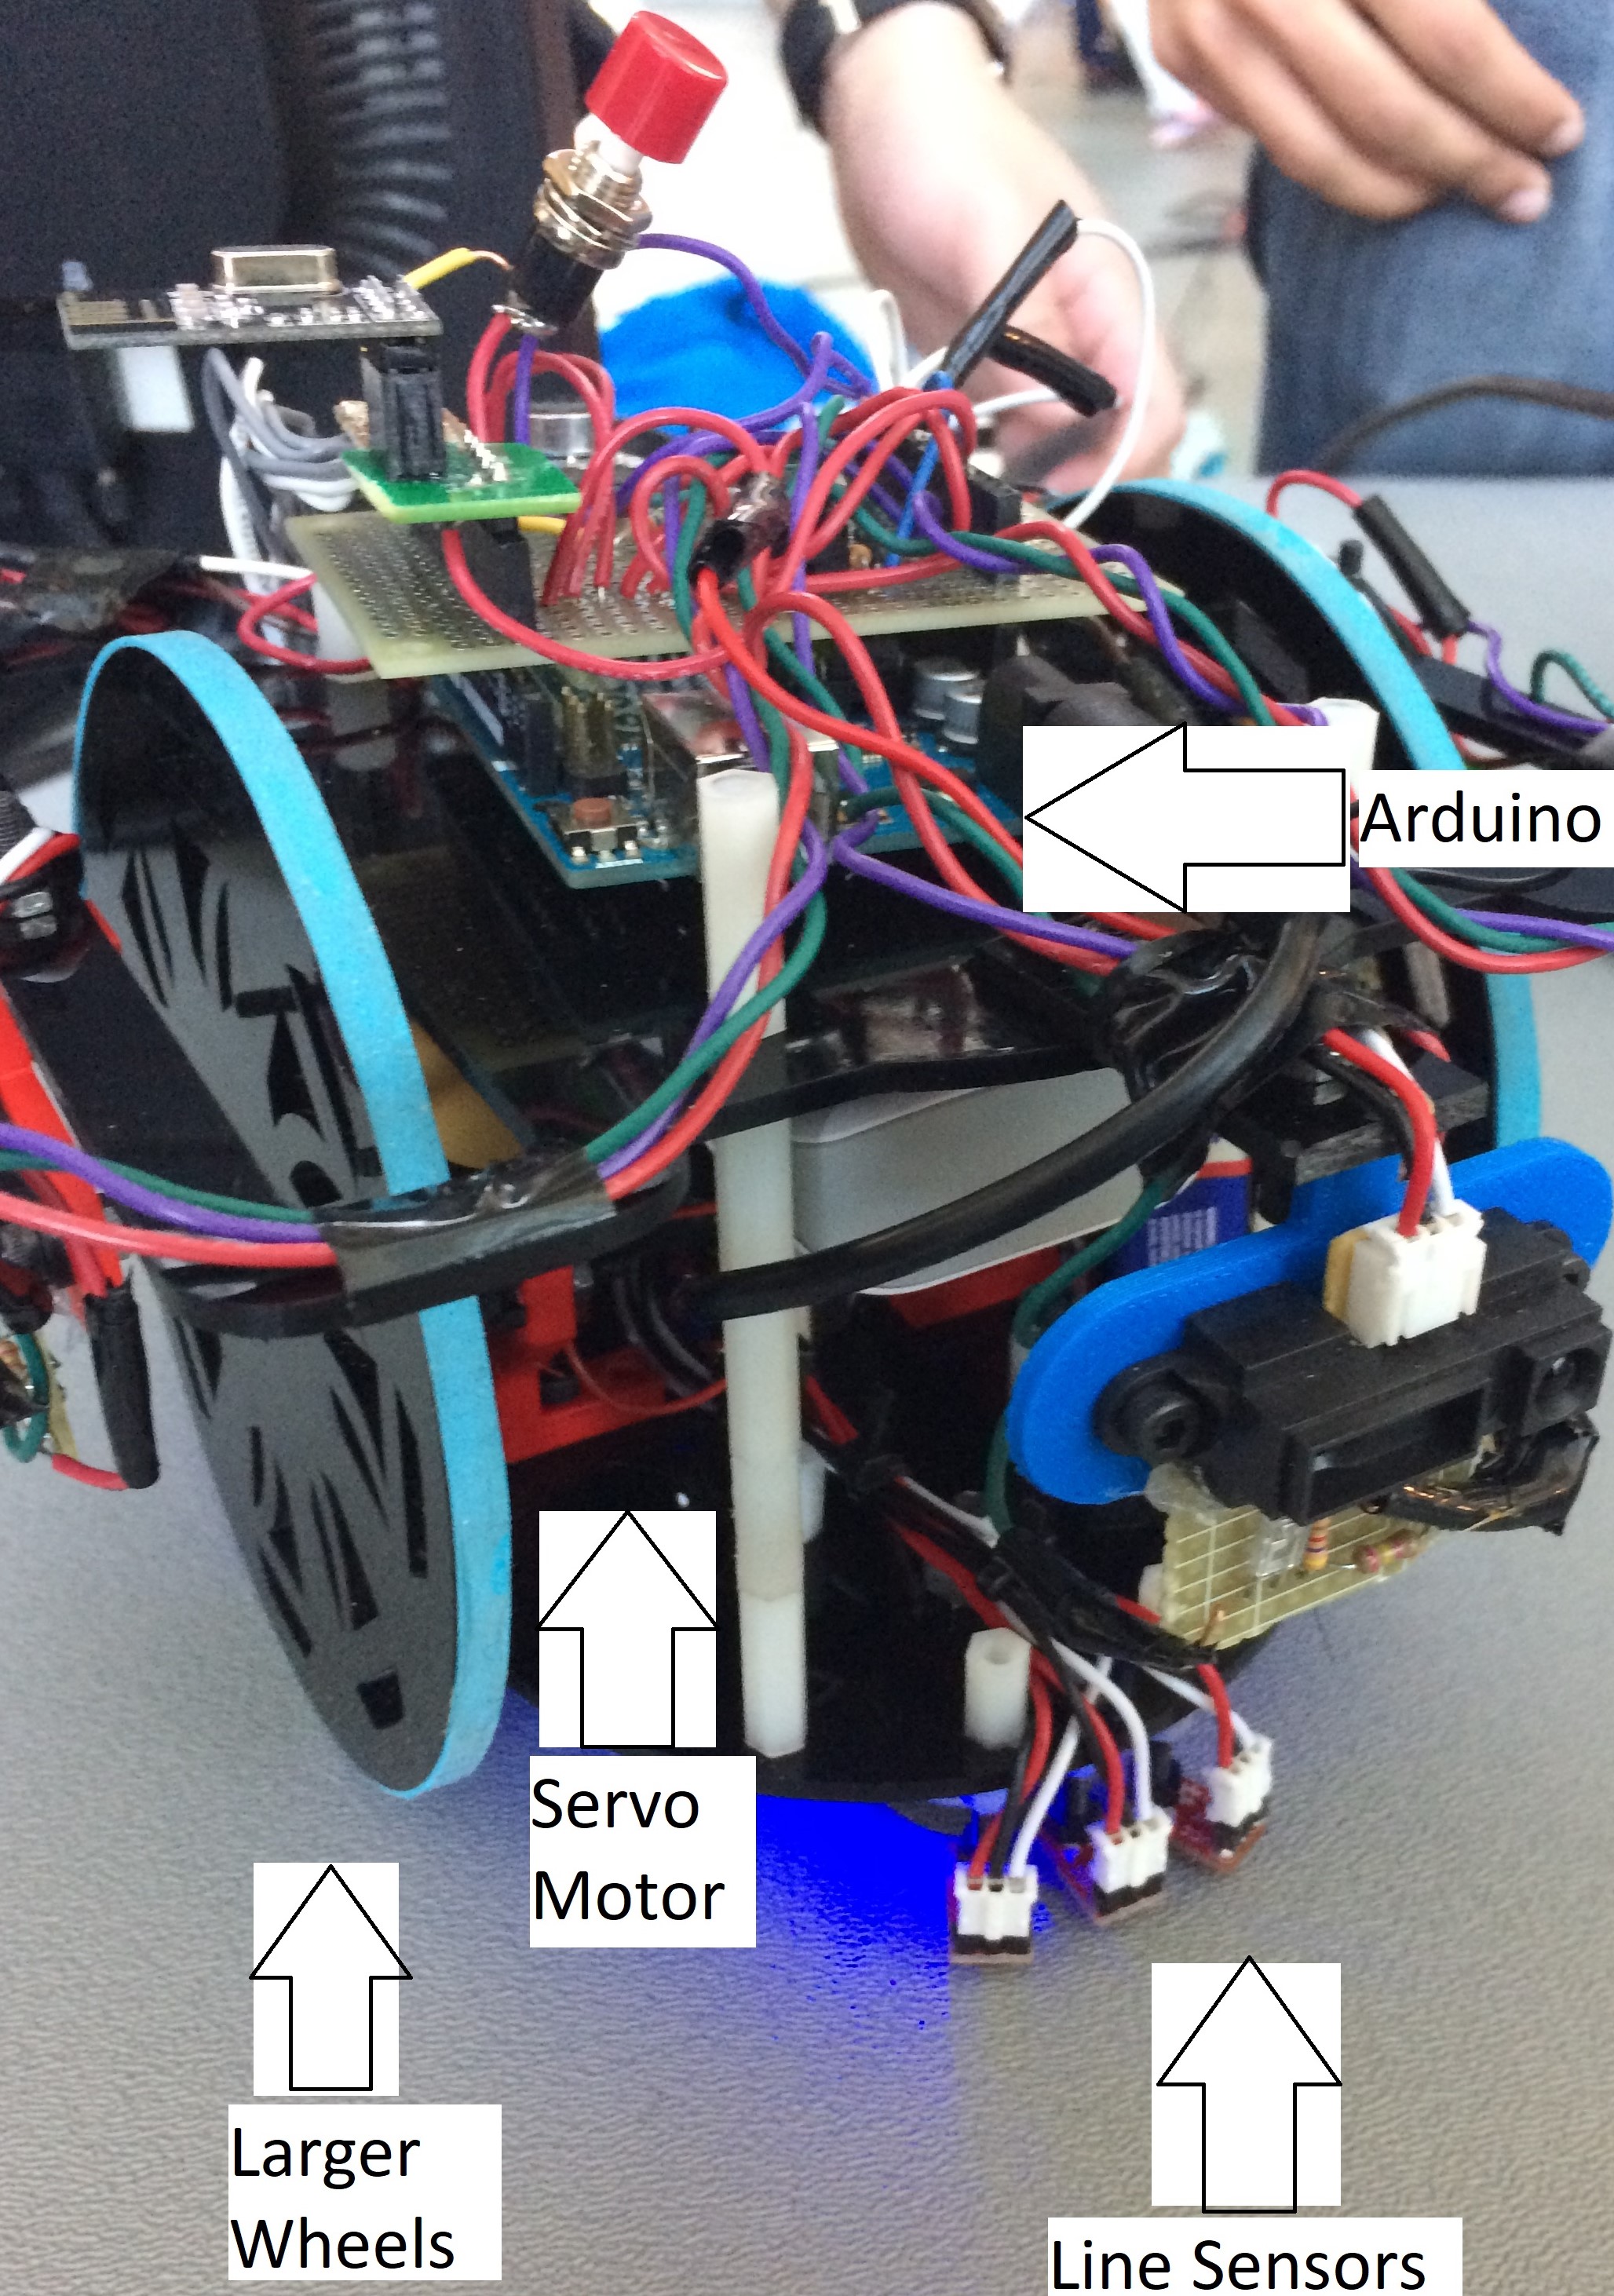 Arduino
Servo
Motor
Larger
Wheels
Line Sensors